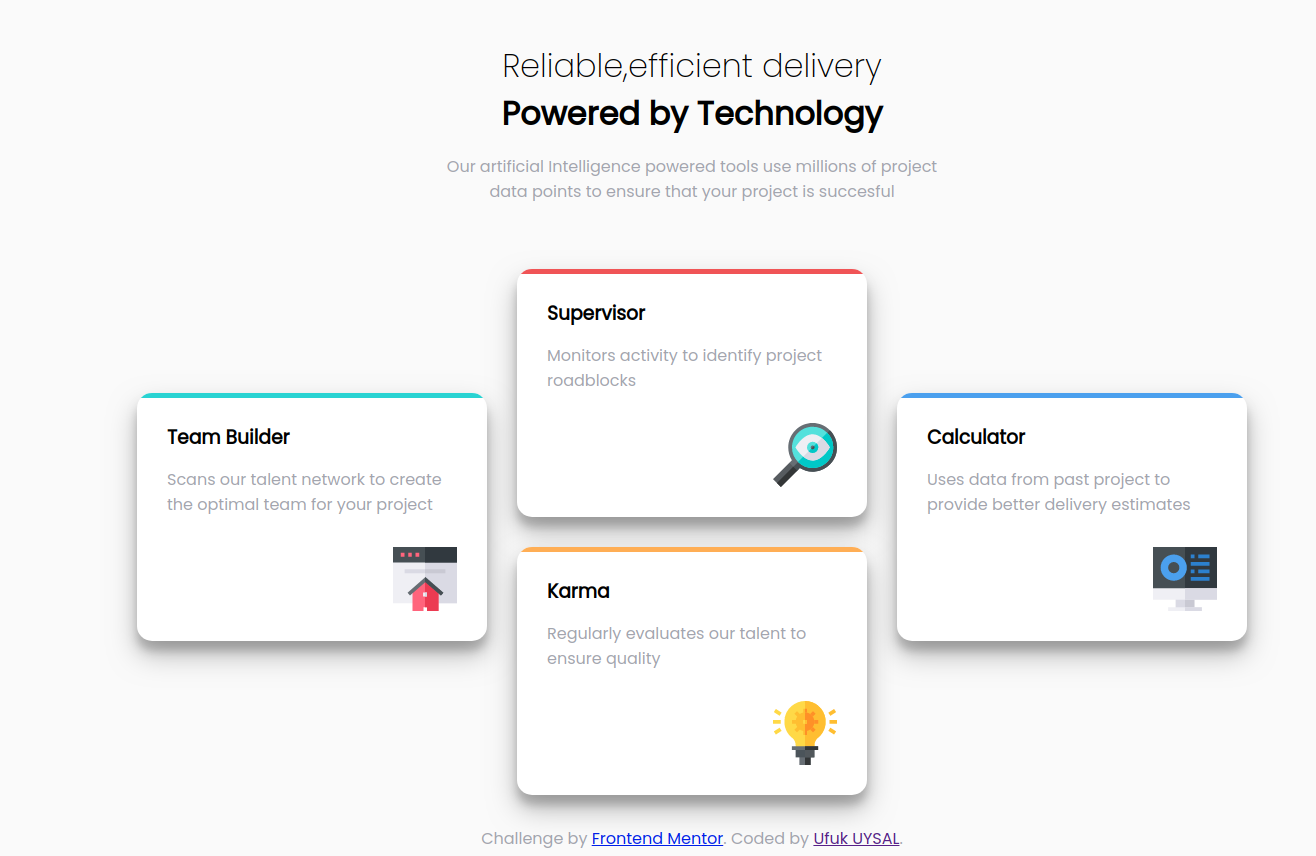 Reliable,efficient delivery
Powered by Technology
Our artificial Intelligence powered tools use millions of project
data points to ensure that your project is succesful
Supervisor
Monitors activity to identify project
roadblocks
Team Builder
Scans our talent network to create
the optimal team for your project
Calculator
Uses data from past project to
provide better delivery estimates
Karma
Regularly evaluates our talent to
ensure quality
Challenge by Frontend Mentor. Coded by Ufuk UYSAL.